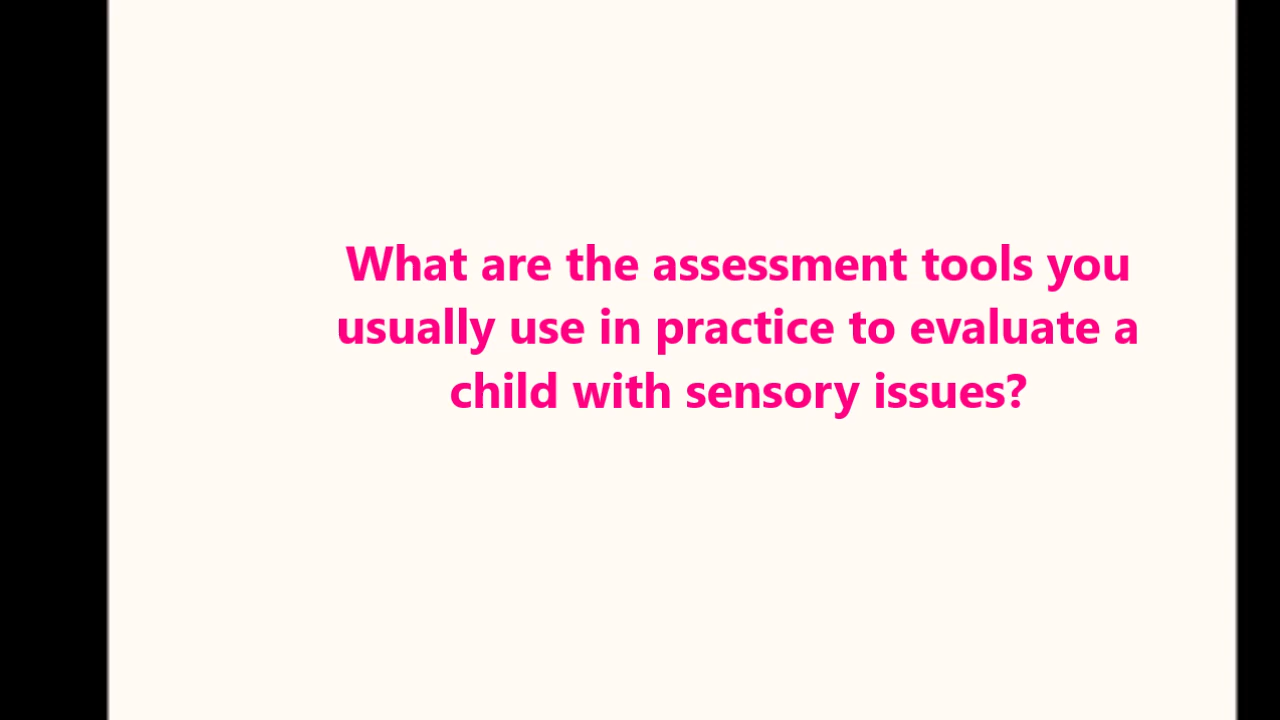 What are the assessment tools you
usually use in practice to evaluate a
child with sensory issues?